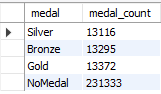 medal medal_count
Silver 13116
Bronze 13295
Gold 13372
NoMedal 231333